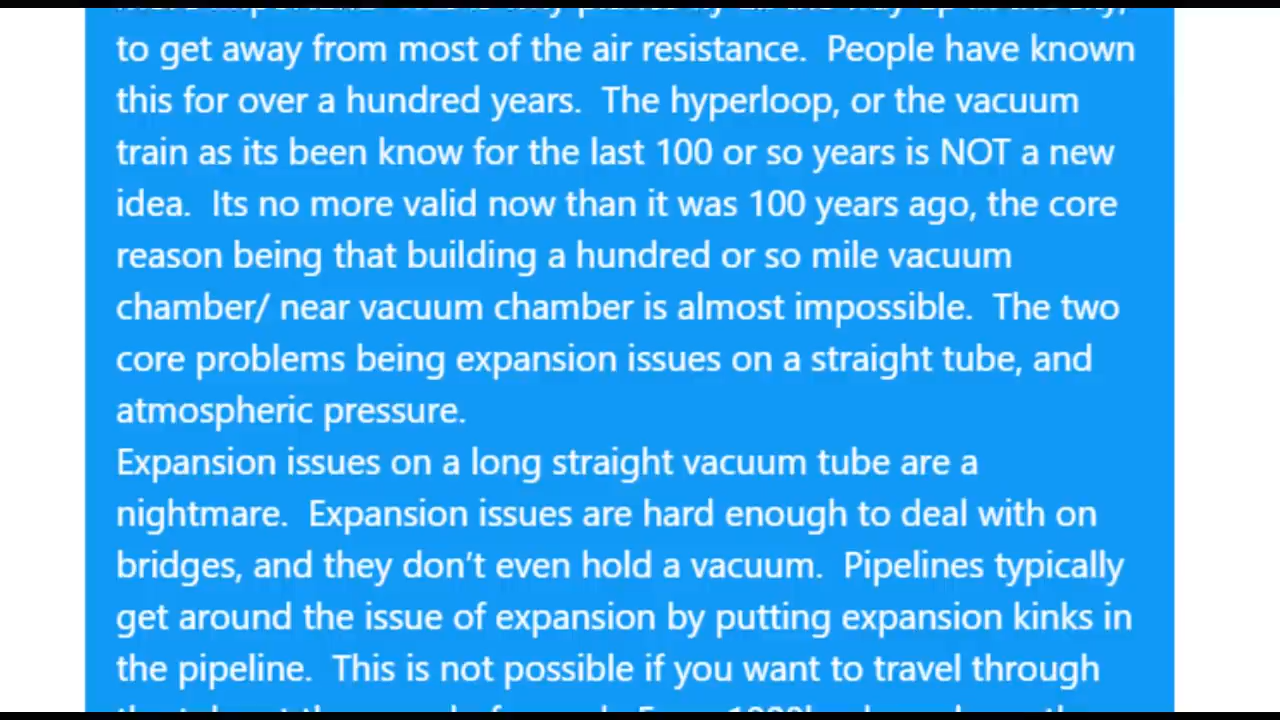 to get away from most of the air resistance.  People have known
this for over a hundred years.  The hyperloop, or the vacuum
train as its been know for the last 100 or so years is NOT a new
idea.  Its no more valid now than it was 100 years ago, the core
reason being that building a hundred or so mile vacuum
chamber/ near vacuum chamber is almost impossible.  The two
core problems being expansion issues on a straight tube, and
atmospheric pressure.
Expansion issues on a long straight vacuum tube are a
nightmare.  Expansion issues are hard enough to deal with on
bridges, and they don’t even hold a vacuum.  Pipelines typically
get around the issue of expansion by putting expansion kinks in
the pipeline.  This is not possible if you want to travel through